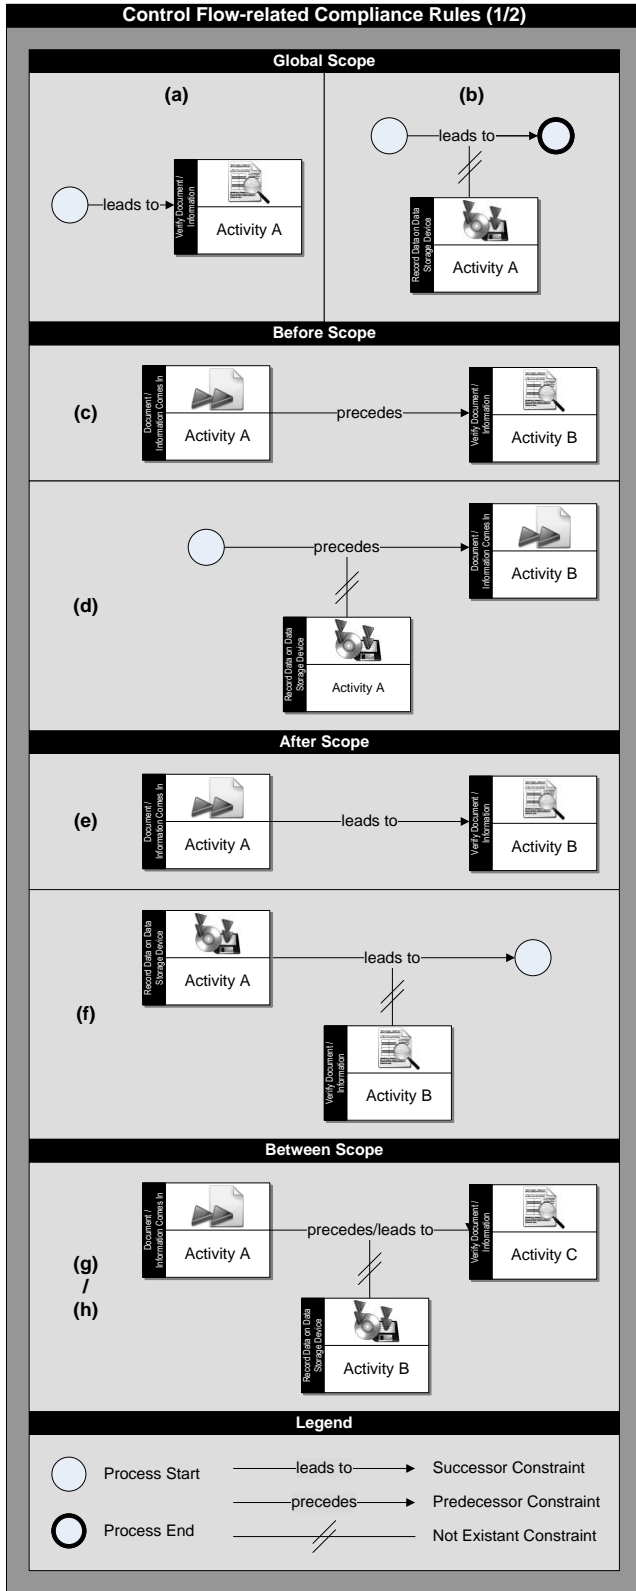 Control Flow-related Compliance Rules (1/2)
Global Scope
(a)
leads to
Verify Document /
Information
Activity A
(b)
leads to
Record Data on Data
Storage Device
Activity A
Before Scope
(c)
Document /
Information Comes In
Activity A
precedes
Verify Document /
Information
Activity B
(d)
precedes
Document /
Information Comes In
Activity B
Record Data on Data
Storage Device
Activity A
After Scope
(e)
Document /
Information Comes In
Activity A
leads to
Verify Document /
Information
Activity B
(f)
Record Data on Data
Storage Device
Activity A
leads to
Verify Document /
Information
Activity B
Between Scope
(g)
/
(h)
Document /
Information Comes In
Activity A
precedes/leads to
Verify Document /
Information
Activity C
Record Data on Data
Storage Device
Activity B
Legend
Process Start
leads to
Successor Constraint
precedes
Predecessor Constraint
Process End
Not Existant Constraint